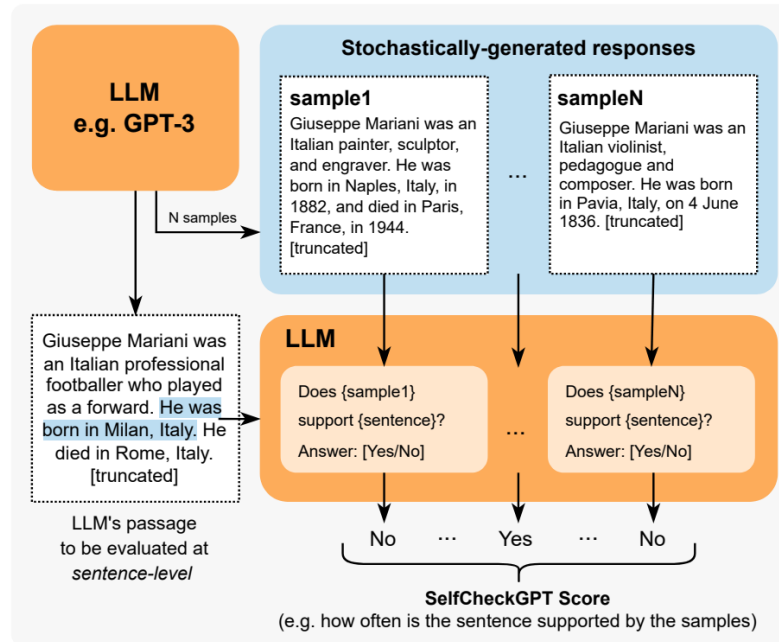 LLM
e.g. GPT-3
N samples
Stochastically-generated responses
sample1
Giuseppe Mariani was an
Italian painter, sculptor,
and engraver. He was
born in Naples, Italy, in
1882, and died in Paris,
France, in 1944.
[truncated]
...
sampleN
Giuseppe Mariani was an
Italian violinist,
pedagogue and
composer. He was born
in Pavia, Italy, on 4 June
1836. [truncated]
Giuseppe Mariani was
an Italian professional
footballer who played
as a forward. He was
born in Milan, Italy. He
died in Rome, Italy.
[truncated]
LLM's passage
to be evaluated at
sentence-level
LLM
Does {sample1}
support {sentence}?
Answer: [Yes/No]
...
Does {sampleN}
support {sentence}?
Answer: [Yes/No]
No ... Yes ... No
SelfCheckGPT Score
(e.g. how often is the sentence supported by the samples)